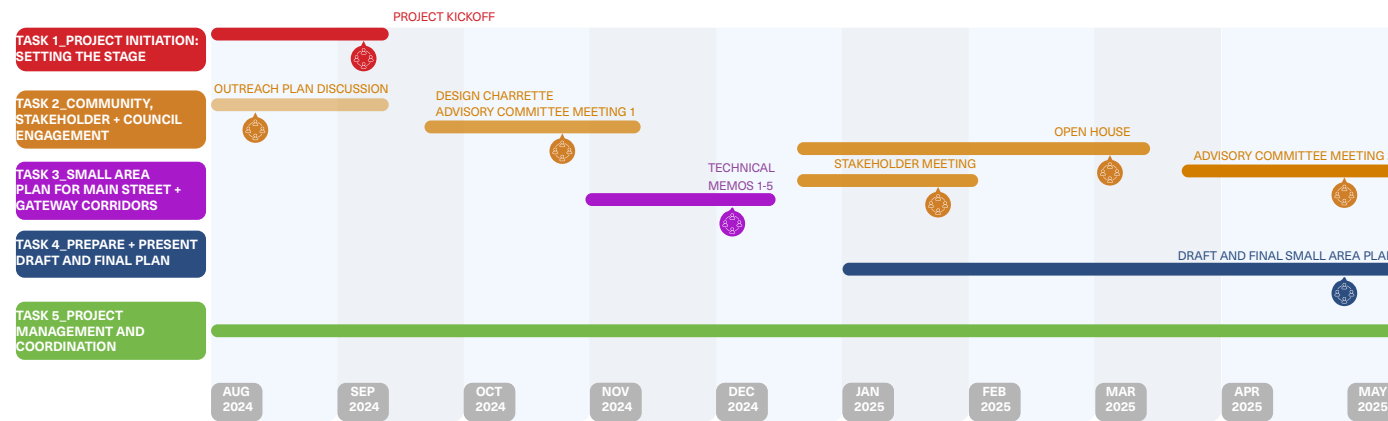 PROJECT KICKOFF
TASK 1_PROJECT INITIATION:
SETTING THE STAGE
OUTREACH PLAN DISCUSSION
DESIGN CHARRETTE
ADVISORY COMMITTEE MEETING 1
TASK 2_COMMUNITY,
STAKEHOLDER + COUNCIL
ENGAGEMENT
OPEN HOUSE
STAKEHOLDER MEETING
ADVISORY COMMITTEE MEETING
TECHNICAL
MEMOS 1-5
TASK 3_SMALL AREA
PLAN FOR MAIN STREET +
GATEWAY CORRIDORS
TASK 4_PREPARE + PRESENT
DRAFT AND FINAL PLAN
DRAFT AND FINAL SMALL AREA PLA
TASK 5_PROJECT
MANAGEMENT AND
COORDINATION
AUG
2024
SEP
2024
OCT
2024
NOV
2024
DEC
2024
JAN
2025
FEB
2025
MAR
2025
APR
2025
MAY
2025